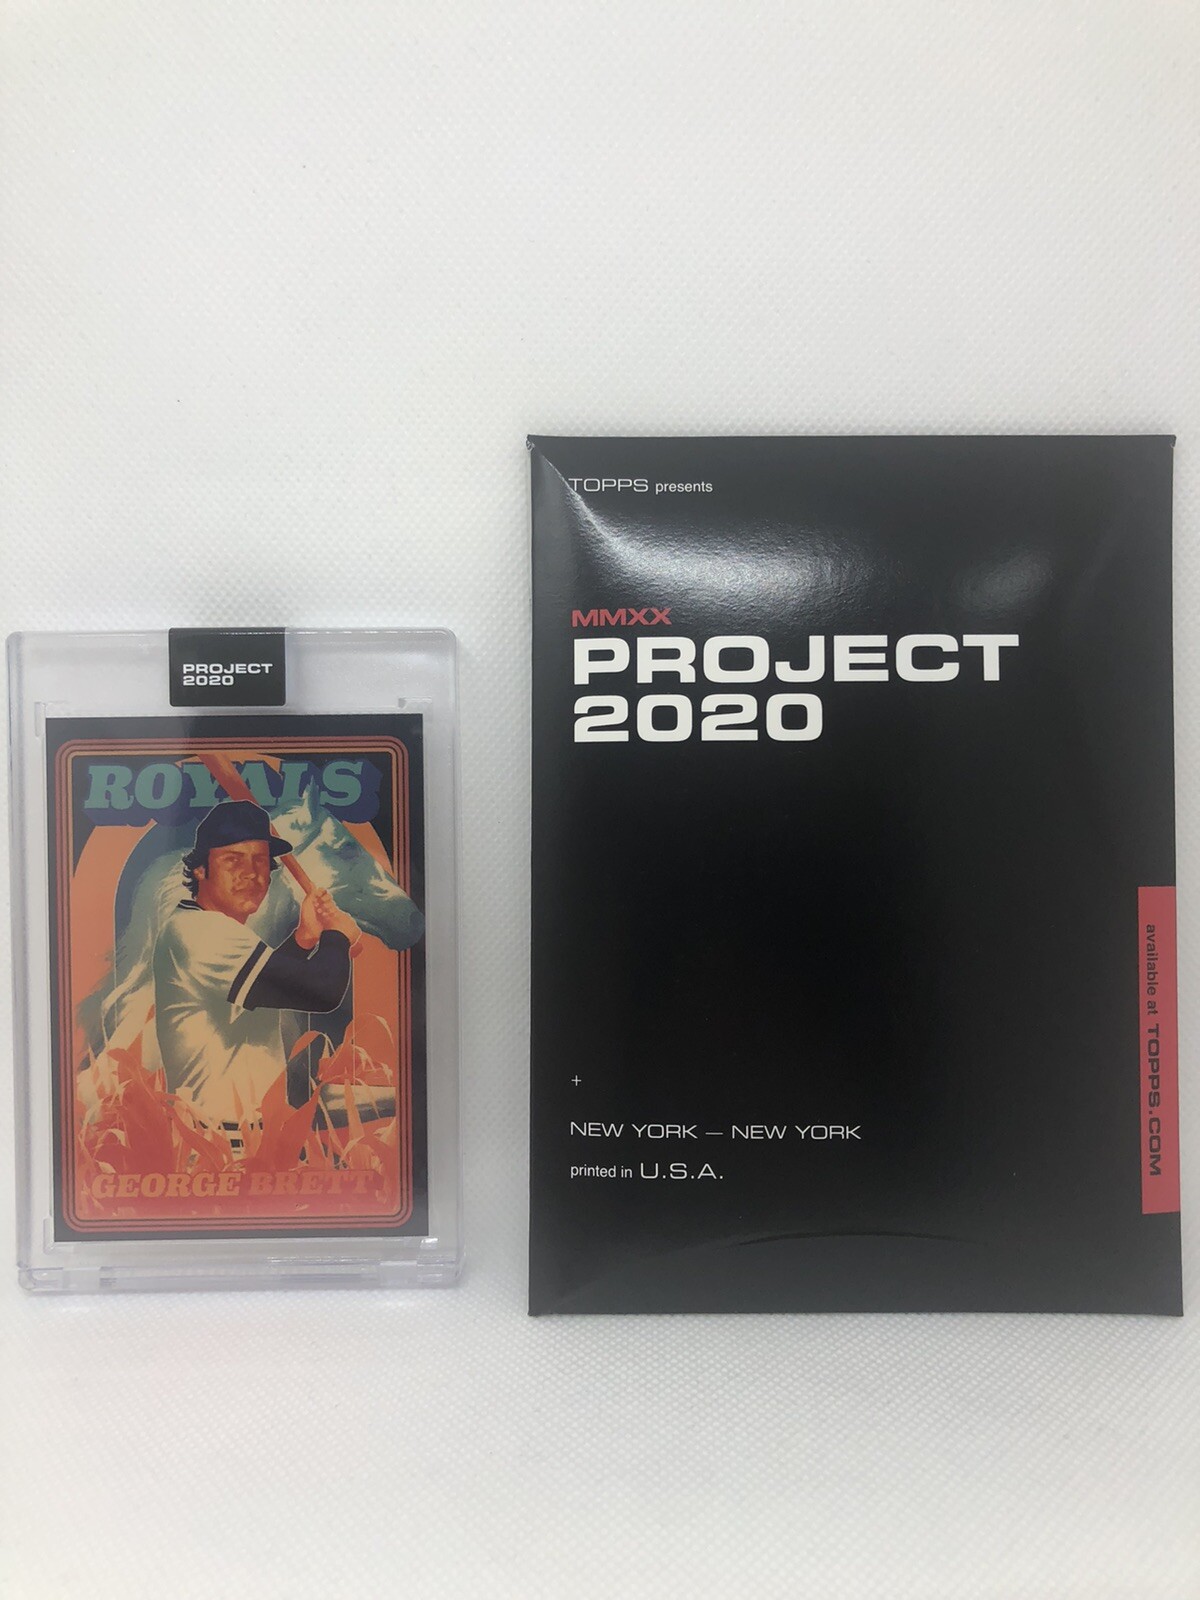 PROJECT
2020
ROYALS
GEORGE BRETT
TOPPS presents
MMXX
PROJECT
2020
+
NEW YORK — NEW YORK
printed in U.S.A.
available at TOPPS.COM